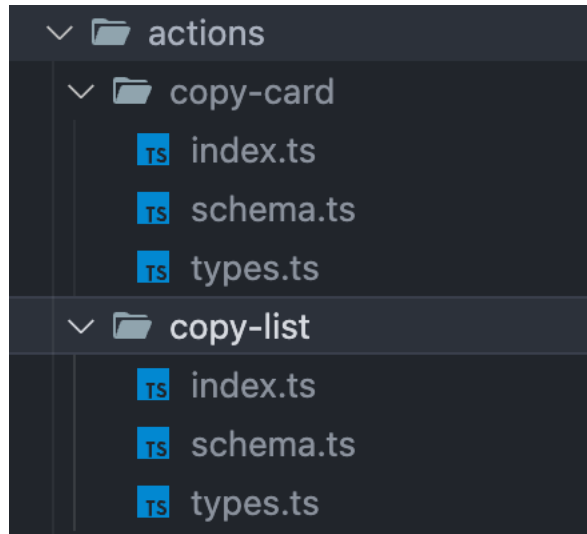 actions
copy-card
TS index.ts
TS schema.ts
TS types.ts
copy-list
TS index.ts
TS schema.ts
TS types.ts